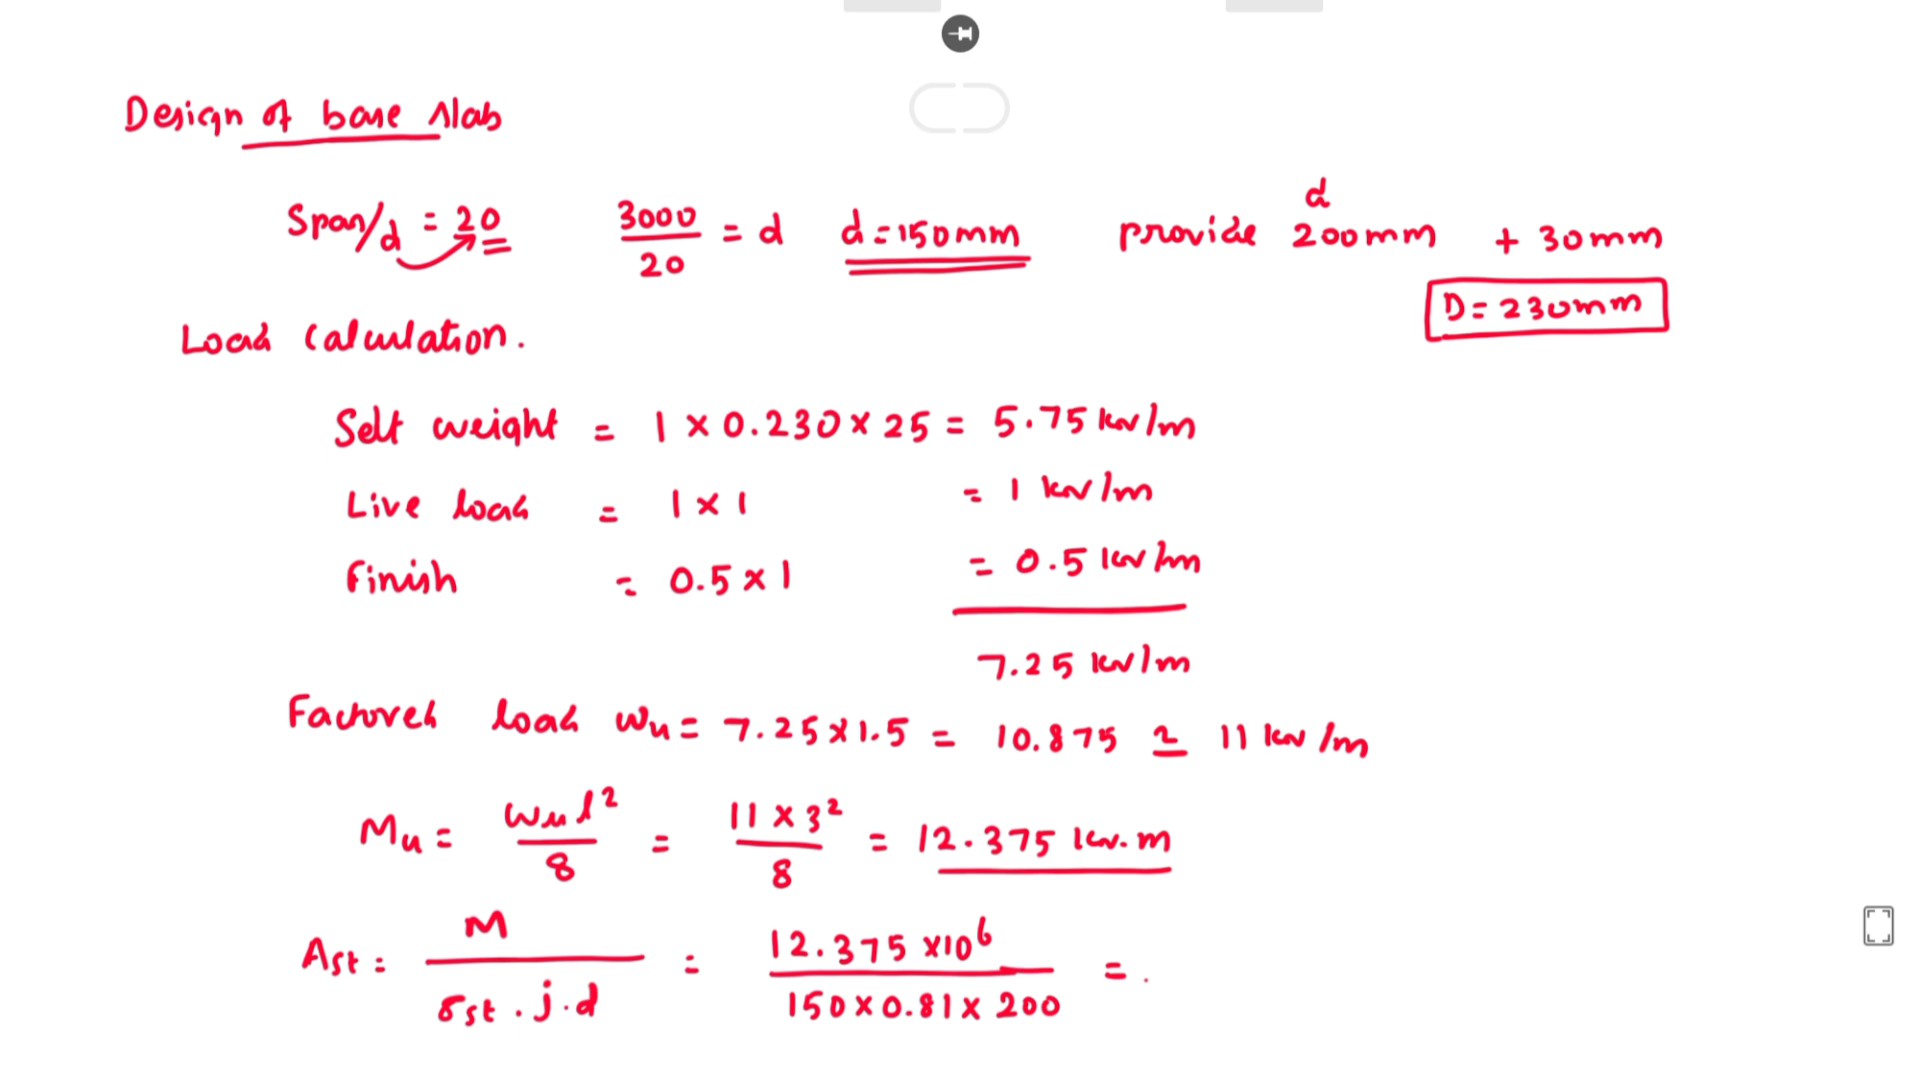 Design of base slab
Span/d = 20 3000/20 = d d = 150mm provide d 200mm + 30mm
D = 230mm
Load calculation.
Self weight = 1 × 0.230 × 25 = 5.75 kN/m
Live load = 1 × 1 = 1 kN/m
Finish = 0.5 × 1 = 0.5 kN/m
7.25 kN/m
Factored load Wu = 7.25 × 1.5 = 10.875 ≃ 11 kN/m
Mu = Wu l²/8 = 11 × 3²/8 = 12.375 kN.m
Ast = M/σst . j . d = 12.375 × 10⁶/150 × 0.81 × 200 = .